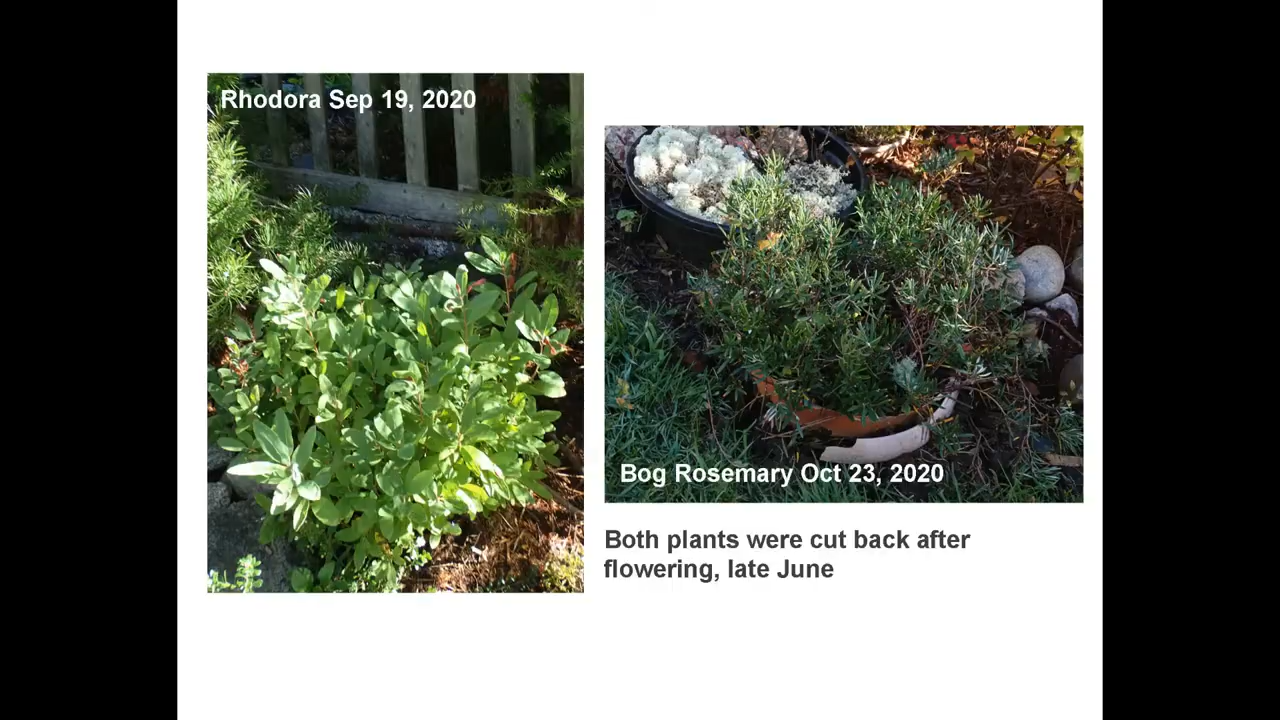 Rhodora Sep 19, 2020
Bog Rosemary Oct 23, 2020
Both plants were cut back after
flowering, late June